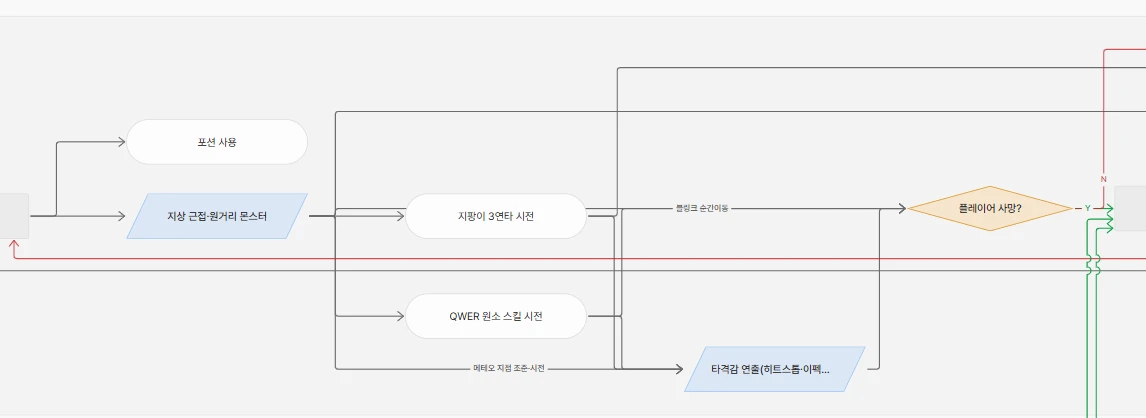 포션 사용
지상 근접·원거리 몬스터
지팡이 3연타 시전
블링크 순간이동
플레이어 사망?
N
Y
QWER 원소 스킬 시전
메테오 지점 조준·시전
타격감 연출(히트스톱·이펙...